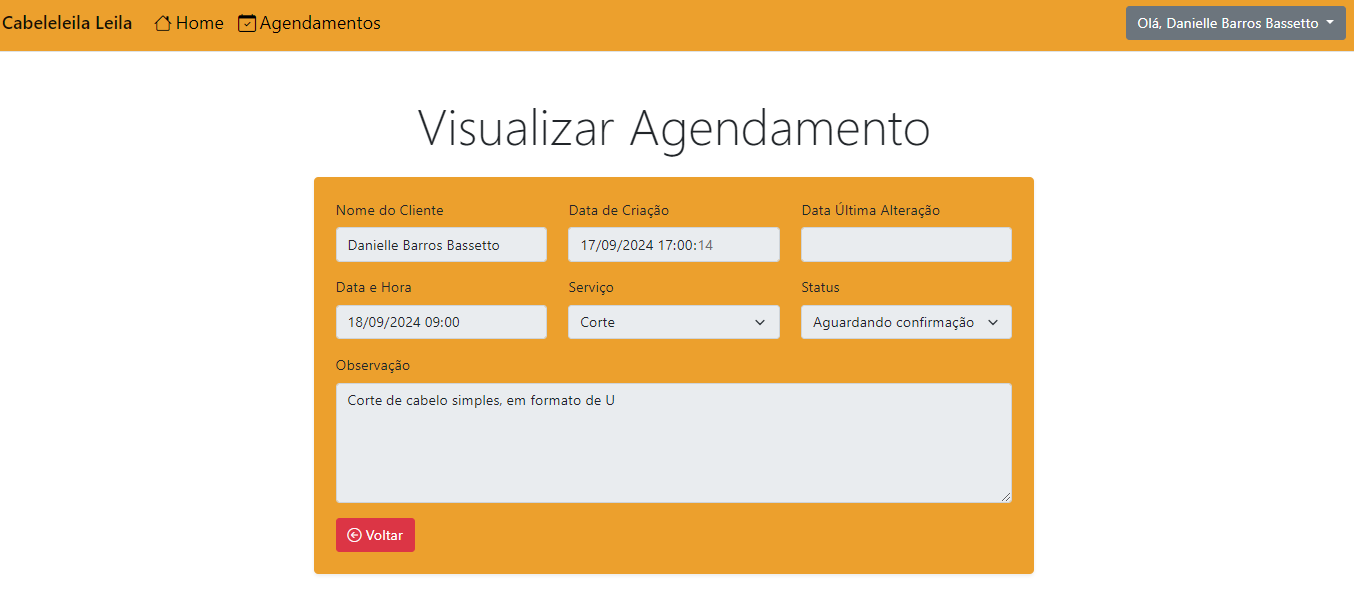 Cabeleleila Leila Home Agendamentos Olá, Danielle Barros Bassetto
Visualizar Agendamento
Nome do Cliente Data de Criação Data Última Alteração
Danielle Barros Bassetto 17/09/2024 17:00:14
Data e Hora Serviço Status
18/09/2024 09:00 Corte Aguardando confirmação
Observação
Corte de cabelo simples, em formato de U
Voltar